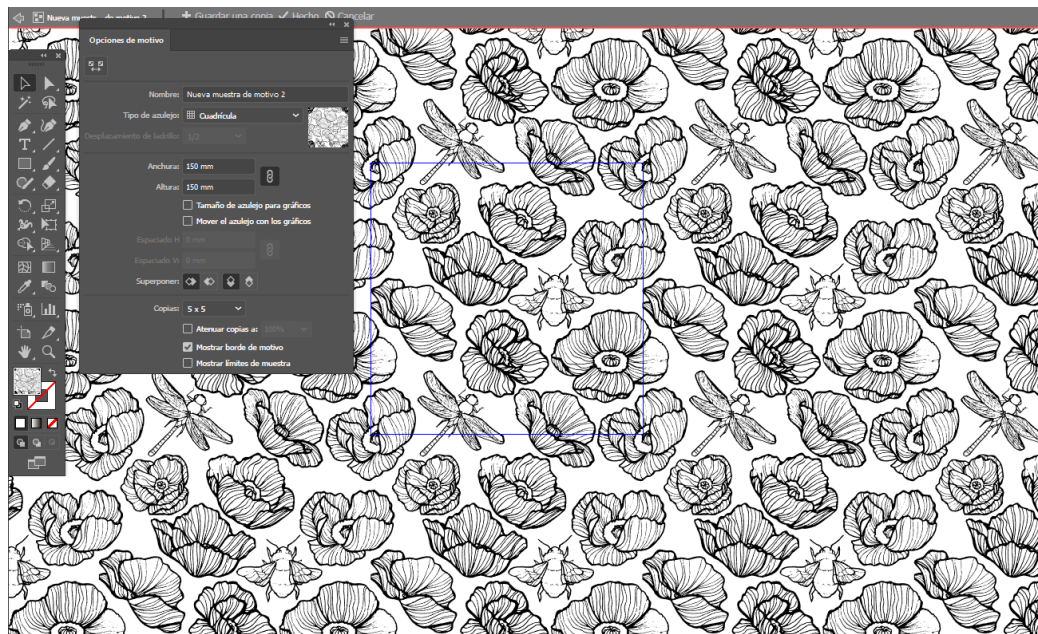 Nueva muestra de motivo 2 Guardar una copia Hecho Cancelar
Opciones de motivo
Nombre: Nueva muestra de motivo 2
Tipo de azulejo: Cuadrícula
Desplazamiento de ladrillo: 1/2
Anchura: 150 mm
Altura: 150 mm
Tamaño de azulejo para gráficos
Mover el azulejo con los gráficos
Espaciado H: 0 mm
Espaciado V: 0 mm
Superponer:
Copias: 5 x 5
Atenuar copias a: 100%
Mostrar borde de motivo
Mostrar límites de muestra